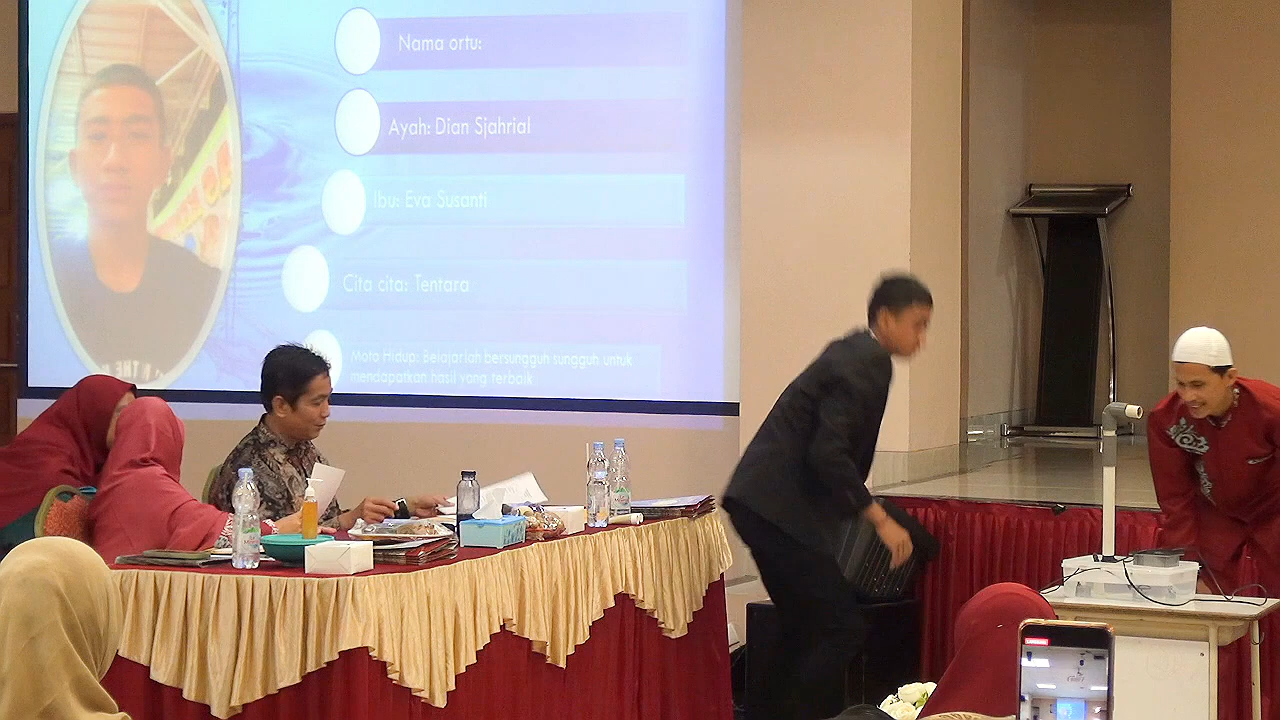 Nama ortu:
Ayah: Dian Sjahrial
Ibu: Eva Susanti
Cita cita: Tentara
Moto Hidup: Belajarlah bersungguh sungguh untuk
mendapatkan hasil yang terbaik
THE